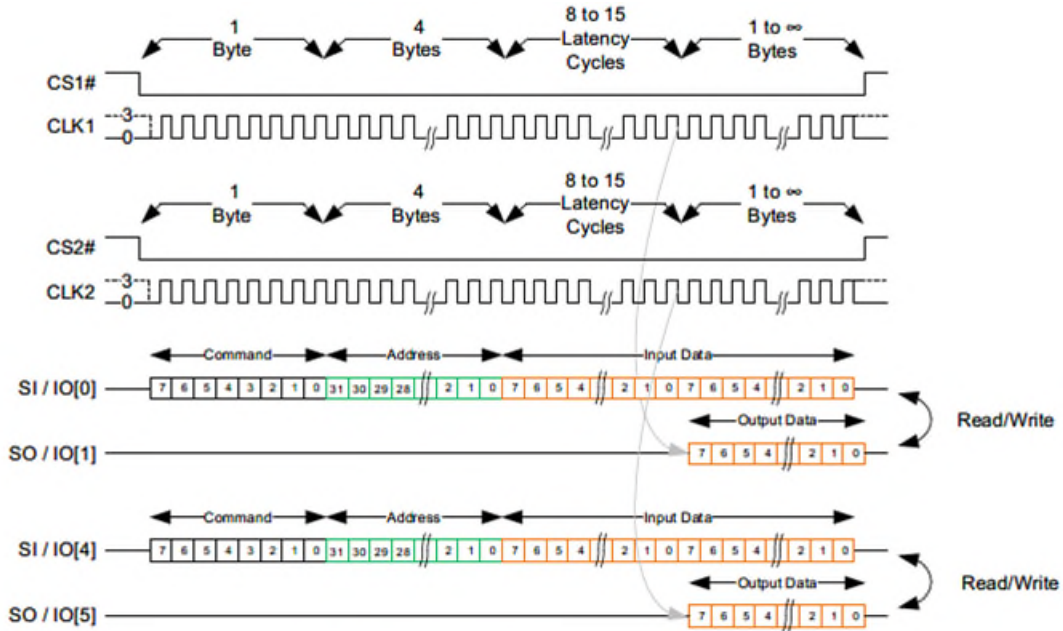 1 Byte 4 Bytes 8 to 15 Latency Cycles 1 to ∞ Bytes
CS1#
CLK1 3 0
1 Byte 4 Bytes 8 to 15 Latency Cycles 1 to ∞ Bytes
CS2#
CLK2 3 0
Command Address Input Data
SI / IO[0] 7 6 5 4 3 2 1 0 31 30 29 28 2 1 0 7 6 5 4 2 1 0 7 6 5 4 2 1 0
Output Data Read/Write
SO / IO[1] 7 6 5 4 2 1 0
Command Address Input Data
SI / IO[4] 7 6 5 4 3 2 1 0 31 30 29 28 2 1 0 7 6 5 4 2 1 0 7 6 5 4 2 1 0
Output Data Read/Write
SO / IO[5] 7 6 5 4 2 1 0